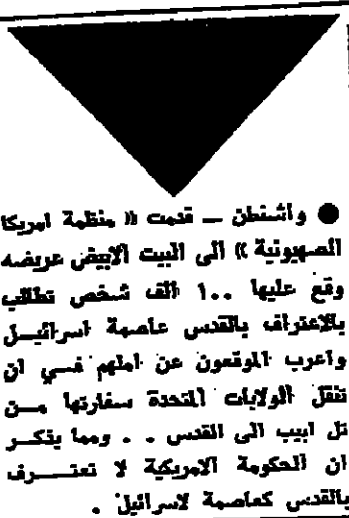 ● واشنطن ــ قدمت « منظمة امريكا
الصهيونية » الى البيت الابيض عريضه
وقع عليها ١٠٠ الف شخص تطالب
بالاعتراف بالقدس عاصمة اسرائيل
واعرب الموقعون عن املهم في ان
تنقل الولايات المتحدة سفارتها من
تل ابيب الى القدس . . ومما يذكر
ان الحكومة الامريكية لا تعترف
بالقدس كعاصمة لاسرائيل .